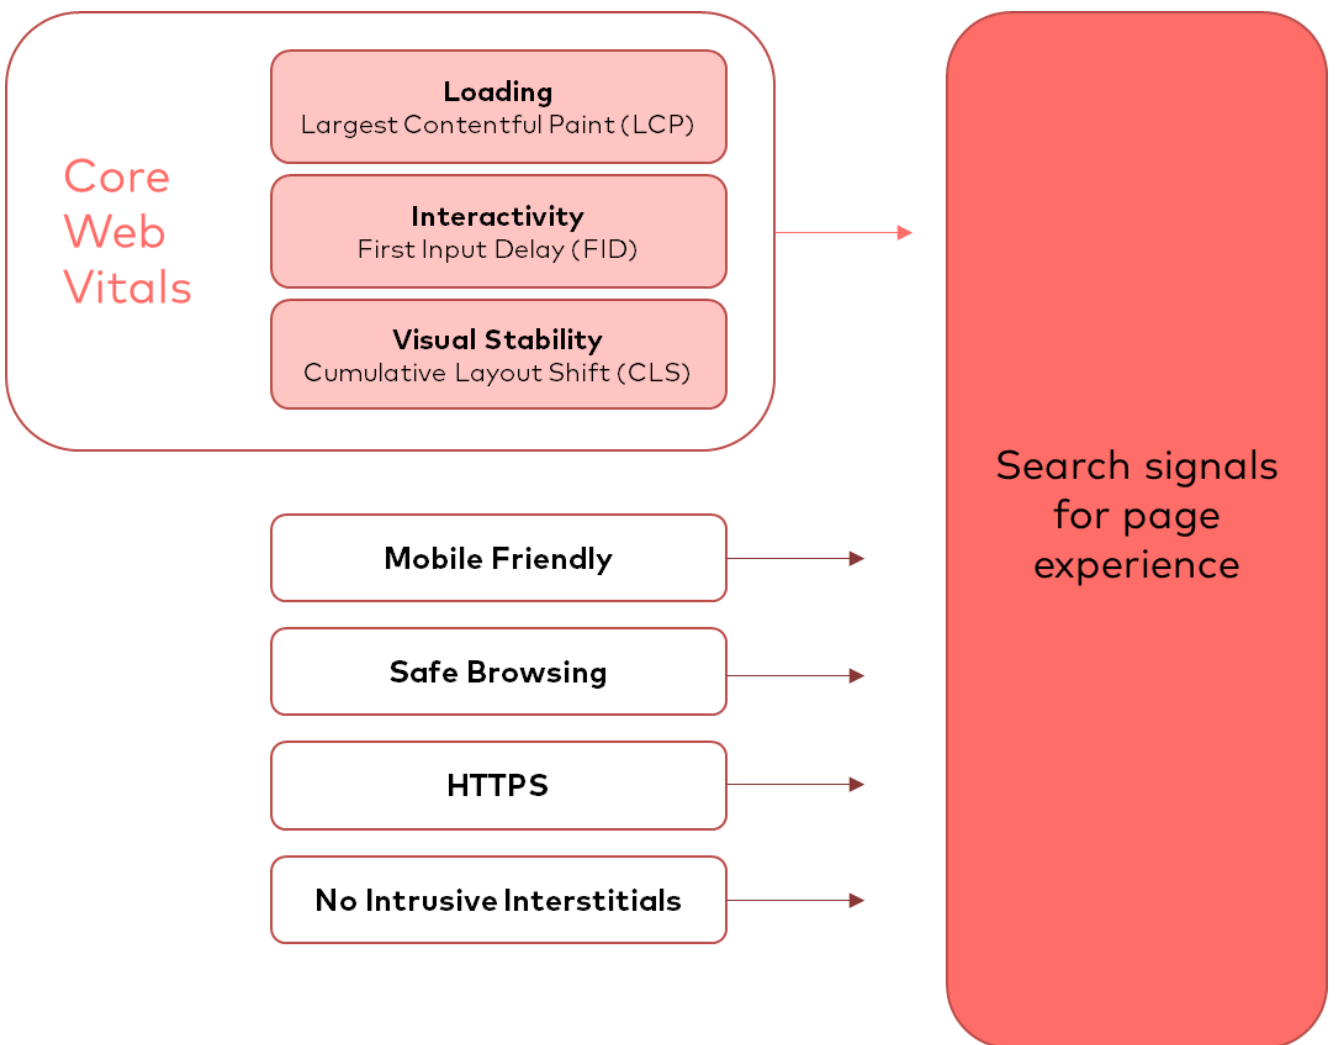 Core
Web
Vitals
Loading
Largest Contentful Paint (LCP)
Interactivity
First Input Delay (FID)
Visual Stability
Cumulative Layout Shift (CLS)
Mobile Friendly
Safe Browsing
HTTPS
No Intrusive Interstitials
Search signals
for page
experience